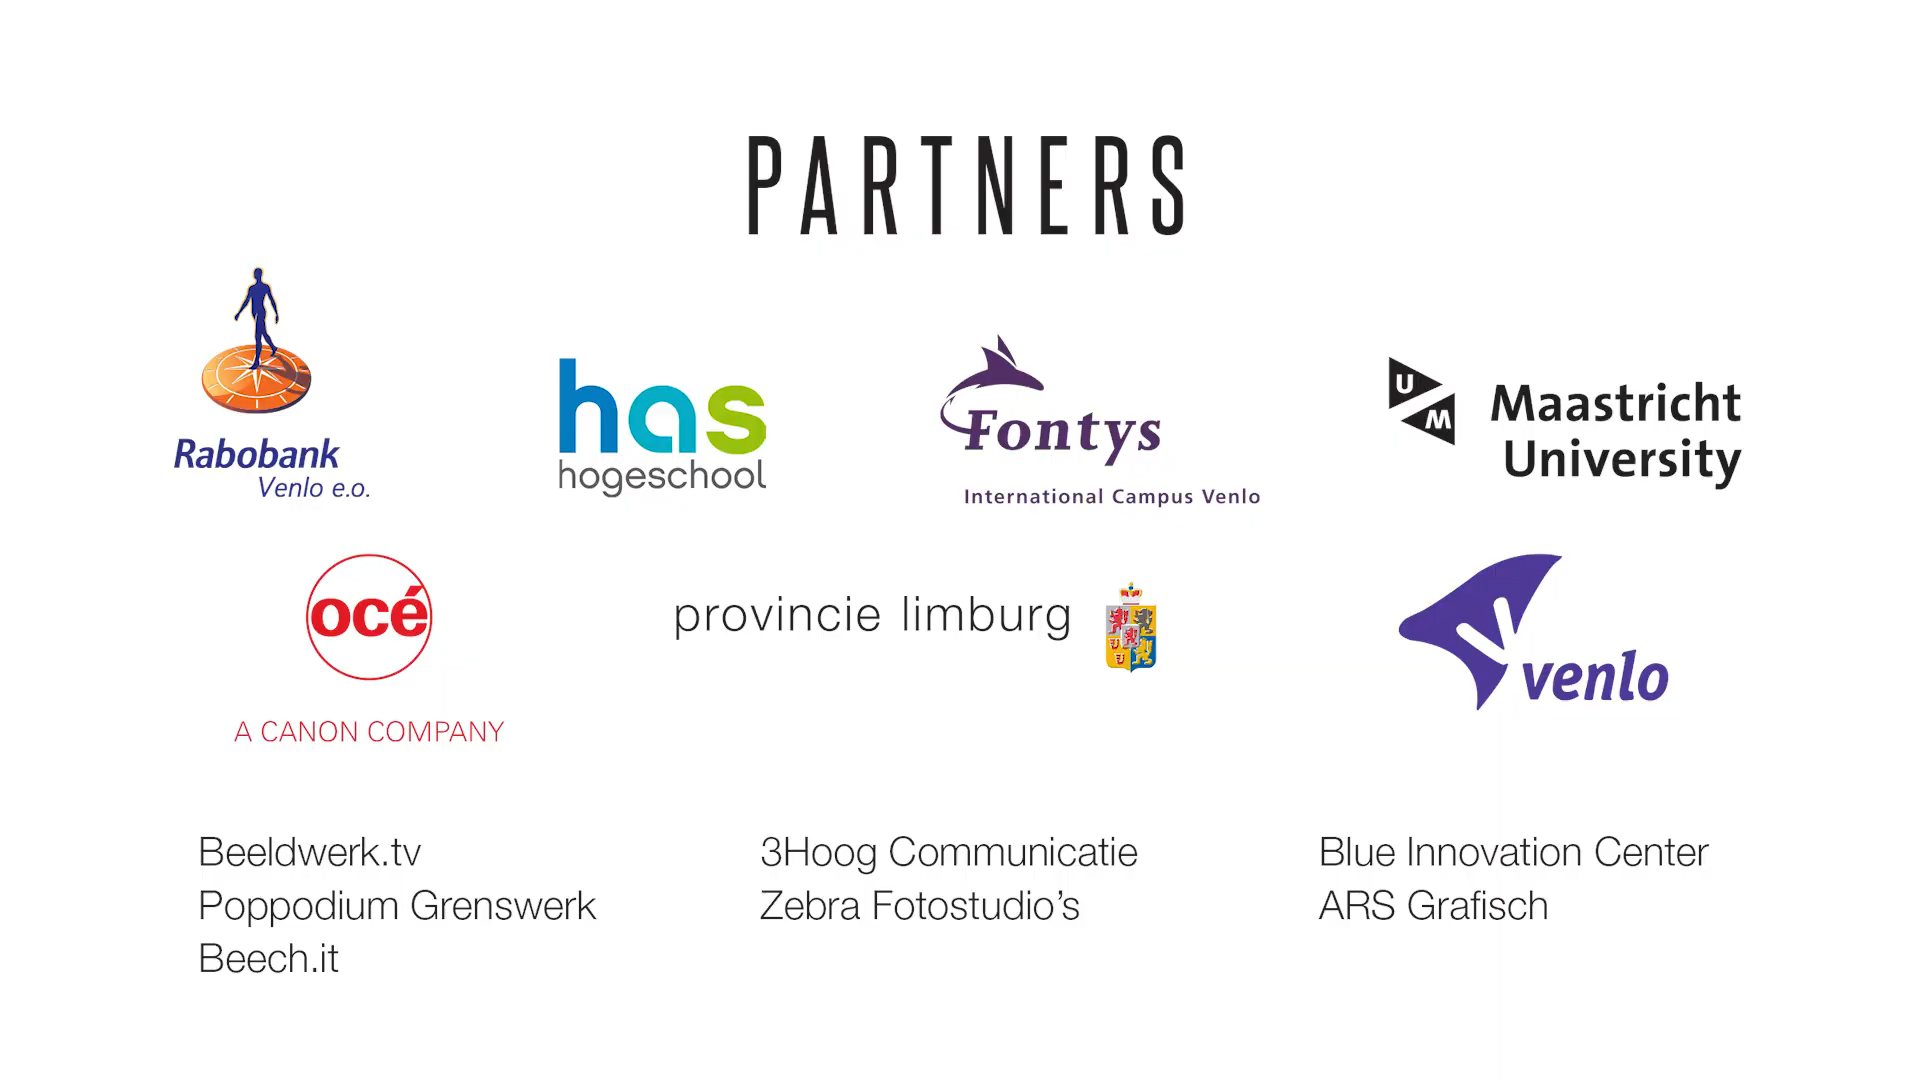 PARTNERS
Rabobank
Venlo e.o.
has
hogeschool
Fontys
International Campus Venlo
UM
Maastricht
University
océ
A CANON COMPANY
provincie limburg
venlo
Beeldwerk.tv
Poppodium Grenswerk
Beech.it
3Hoog Communicatie
Zebra Fotostudio’s
Blue Innovation Center
ARS Grafisch